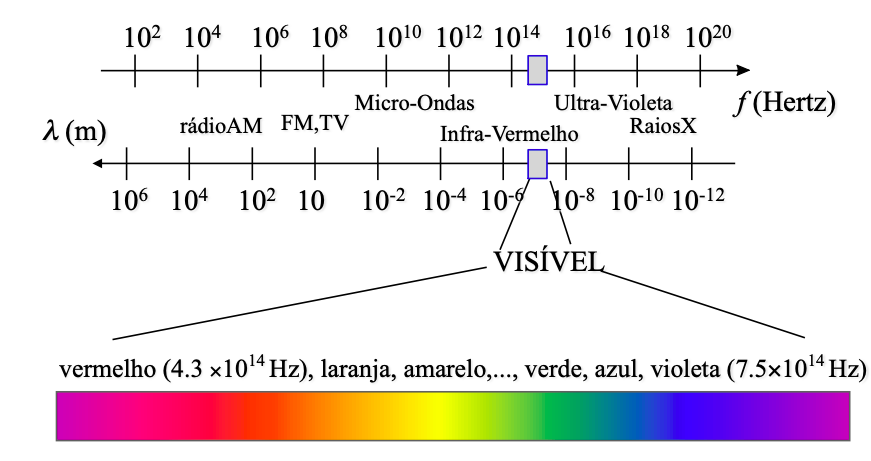 10² 10⁴ 10⁶ 10⁸ 10¹⁰ 10¹² 10¹⁴ 10¹⁶ 10¹⁸ 10²⁰
f (Hertz)
Micro-Ondas Ultra-Violeta
λ (m) rádioAM FM,TV Infra-Vermelho RaiosX
10⁶ 10⁴ 10² 10 10⁻² 10⁻⁴ 10⁻⁶ 10⁻⁸ 10⁻¹⁰ 10⁻¹²
VISÍVEL
vermelho (4.3 ×10¹⁴ Hz), laranja, amarelo,..., verde, azul, violeta (7.5×10¹⁴ Hz)